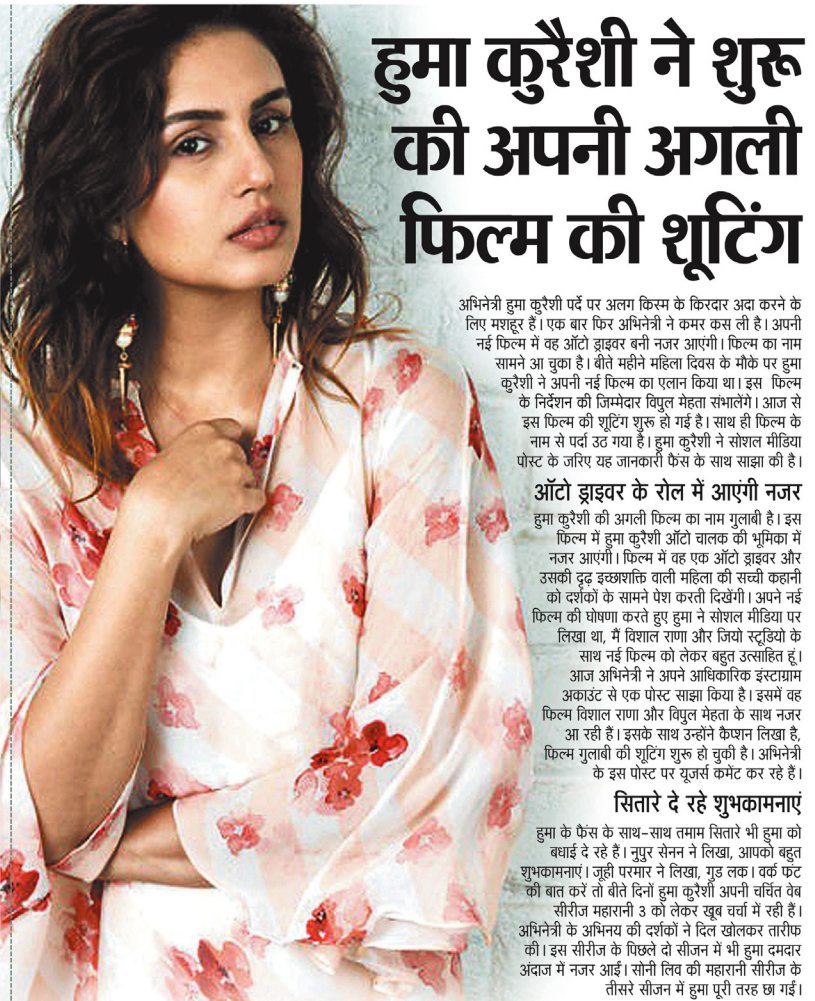 हुमा कुरैशी ने शुरू
की अपनी अगली
फिल्म की शूटिंग
अभिनेत्री हुमा कुरैशी पर्दे पर अलग किस्म के किरदार अदा करने के
लिए मशहूर हैं। एक बार फिर अभिनेत्री ने कमर कस ली है। अपनी
नई फिल्म में वह ऑटो ड्राइवर बनी नजर आएंगी। फिल्म का नाम
सामने आ चुका है। बीते महीने महिला दिवस के मौके पर हुमा
कुरैशी ने अपनी नई फिल्म का एलान किया था। इस फिल्म
के निर्देशन की जिम्मेदार विपुल मेहता संभालेंगे। आज से
इस फिल्म की शूटिंग शुरू हो गई है। साथ ही फिल्म के
नाम से पर्दा उठ गया है। हुमा कुरैशी ने सोशल मीडिया
पोस्ट के जरिए यह जानकारी फैंस के साथ साझा की है।
ऑटो ड्राइवर के रोल में आएंगी नजर
हुमा कुरैशी की अगली फिल्म का नाम गुलाबी है। इस
फिल्म में हुमा कुरैशी ऑटो चालक की भूमिका में
नजर आएंगी। फिल्म में वह एक ऑटो ड्राइवर और
उसकी दृढ़ इच्छाशक्ति वाली महिला की सच्ची कहानी
को दर्शकों के सामने पेश करती दिखेंगी। अपने नई
फिल्म की घोषणा करते हुए हुमा ने सोशल मीडिया पर
लिखा था, मैं विशाल राणा और जियो स्टूडियो के
साथ नई फिल्म को लेकर बहुत उत्साहित हूं।
आज अभिनेत्री ने अपने आधिकारिक इंस्टाग्राम
अकाउंट से एक पोस्ट साझा किया है। इसमें वह
फिल्म विशाल राणा और विपुल मेहता के साथ नजर
आ रही हैं। इसके साथ उन्होंने कैप्शन लिखा है,
फिल्म गुलाबी की शूटिंग शुरू हो चुकी है। अभिनेत्री
के इस पोस्ट पर यूजर्स कमेंट कर रहे हैं।
सितारे दे रहे शुभकामनाएं
हुमा के फैंस के साथ-साथ तमाम सितारे भी हुमा को
बधाई दे रहे हैं। नुपुर सेनन ने लिखा, आपको बहुत
शुभकामनाएं। जूही परमार ने लिखा, गुड लक। वर्क फ्रंट
की बात करें तो बीते दिनों हुमा कुरैशी अपनी चर्चित वेब
सीरीज महारानी 3 को लेकर खूब चर्चा में रही हैं।
अभिनेत्री के अभिनय की दर्शकों ने दिल खोलकर तारीफ
की। इस सीरीज के पिछले दो सीजन में भी हुमा दमदार
अंदाज में नजर आईं। सोनी लिव की महारानी सीरीज के
तीसरे सीजन में हुमा पूरी तरह छा गईं।